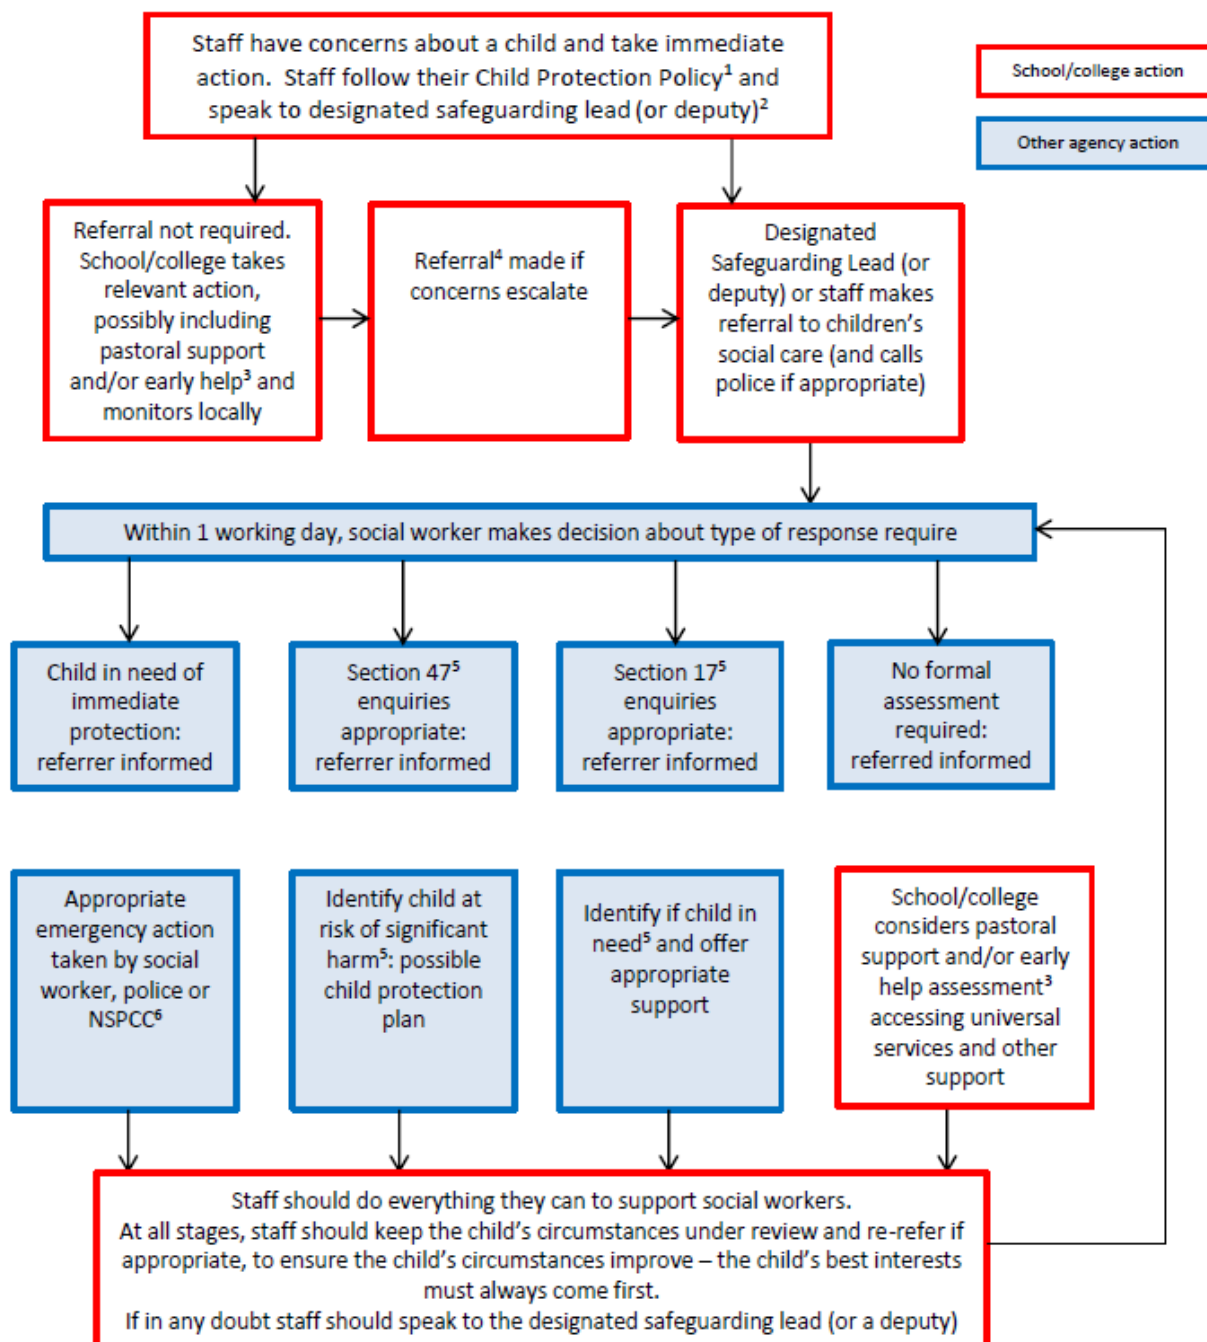 Staff have concerns about a child and take immediate
action.  Staff follow their Child Protection Policy¹ and
speak to designated safeguarding lead (or deputy)²
School/college action
Other agency action
Referral not required.
School/college takes
relevant action,
possibly including
pastoral support
and/or early help³ and
monitors locally
Referral⁴ made if
concerns escalate
Designated
Safeguarding Lead (or
deputy) or staff makes
referral to children’s
social care (and calls
police if appropriate)
Within 1 working day, social worker makes decision about type of response require
Child in need of
immediate
protection:
referrer informed
Section 47⁵
enquiries
appropriate:
referrer informed
Section 17⁵
enquiries
appropriate:
referrer informed
No formal
assessment
required:
referred informed
Appropriate
emergency action
taken by social
worker, police or
NSPCC⁶
Identify child at
risk of significant
harm⁵: possible
child protection
plan
Identify if child in
need⁵ and offer
appropriate
support
School/college
considers pastoral
support and/or early
help assessment³
accessing universal
services and other
support
Staff should do everything they can to support social workers.
At all stages, staff should keep the child’s circumstances under review and re-refer if
appropriate, to ensure the child’s circumstances improve – the child’s best interests
must always come first.
If in any doubt staff should speak to the designated safeguarding lead (or a deputy)